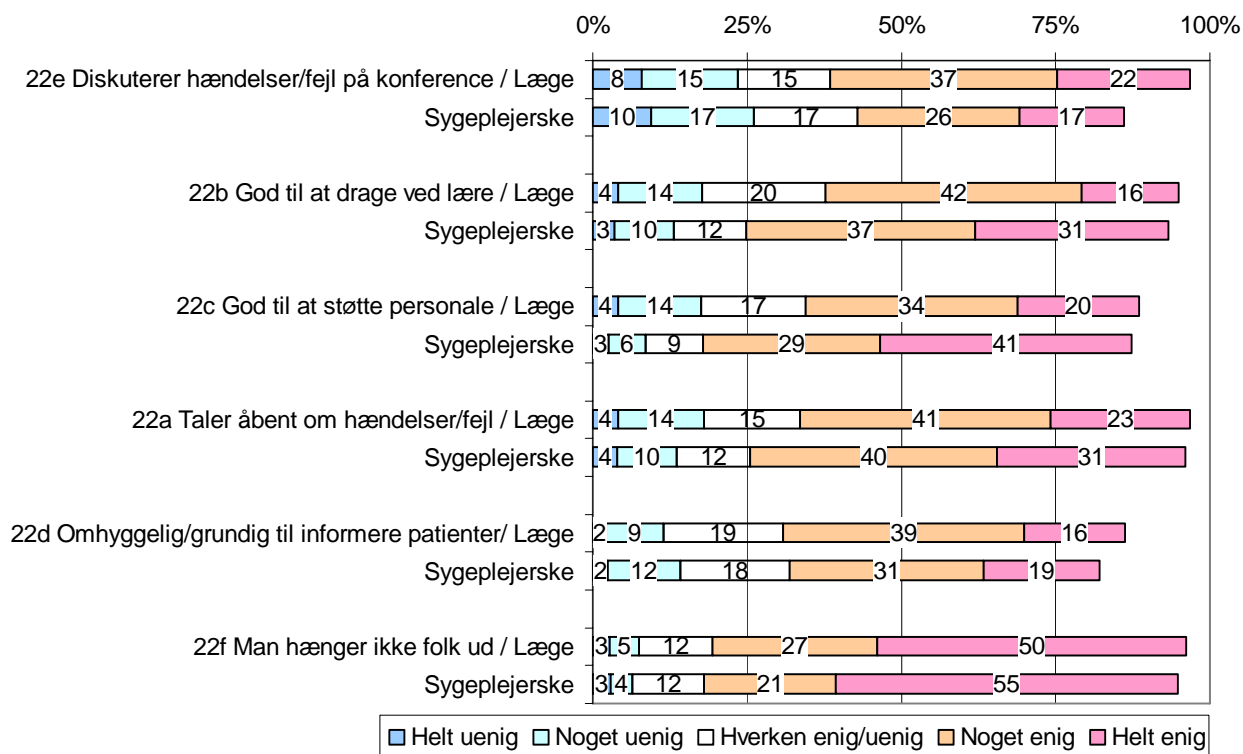 0% 25% 50% 75% 100%
22e Diskuterer hændelser/fejl på konference / Læge 8 15 15 37 22
Sygeplejerske 10 17 17 26 17
22b God til at drage ved lære / Læge 4 14 20 42 16
Sygeplejerske 3 10 12 37 31
22c God til at støtte personale / Læge 4 14 17 34 20
Sygeplejerske 3 6 9 29 41
22a Taler åbent om hændelser/fejl / Læge 4 14 15 41 23
Sygeplejerske 4 10 12 40 31
22d Omhyggelig/grundig til informere patienter/ Læge 2 9 19 39 16
Sygeplejerske 2 12 18 31 19
22f Man hænger ikke folk ud / Læge 3 5 12 27 50
Sygeplejerske 3 4 12 21 55
Helt uenig Noget uenig Hverken enig/uenig Noget enig Helt enig